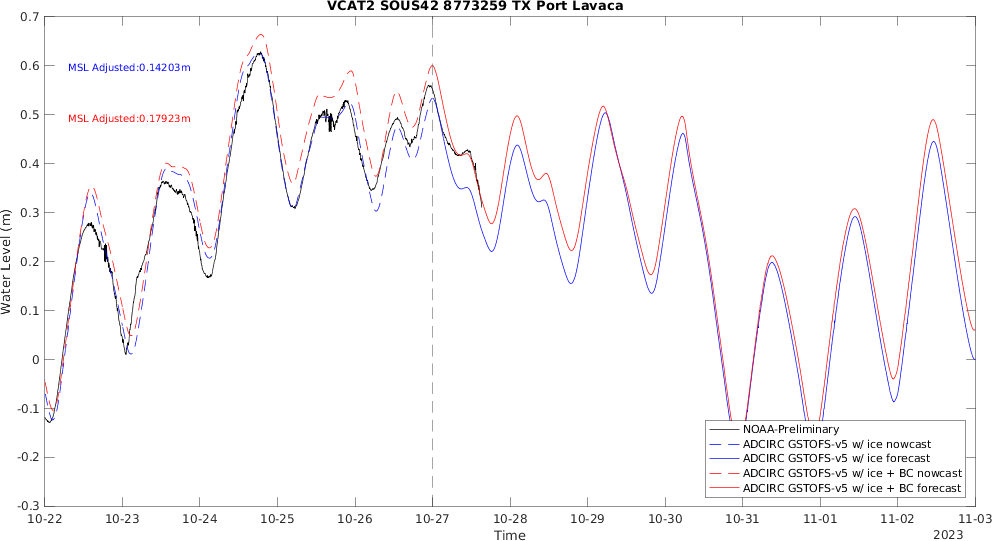 VCAT2 SOUS42 8773259 TX Port Lavaca
0.7
0.6
0.5
0.4
0.3
0.2
0.1
0
-0.1
-0.2
-0.3
Water Level (m)
MSL Adjusted:0.14203m
MSL Adjusted:0.17923m
NOAA-Preliminary
ADCIRC GSTOFS-v5 w/ ice nowcast
ADCIRC GSTOFS-v5 w/ ice forecast
ADCIRC GSTOFS-v5 w/ ice + BC nowcast
ADCIRC GSTOFS-v5 w/ ice + BC forecast
10-22 10-23 10-24 10-25 10-26 10-27 10-28 10-29 10-30 10-31 11-01 11-02 11-03
Time
2023